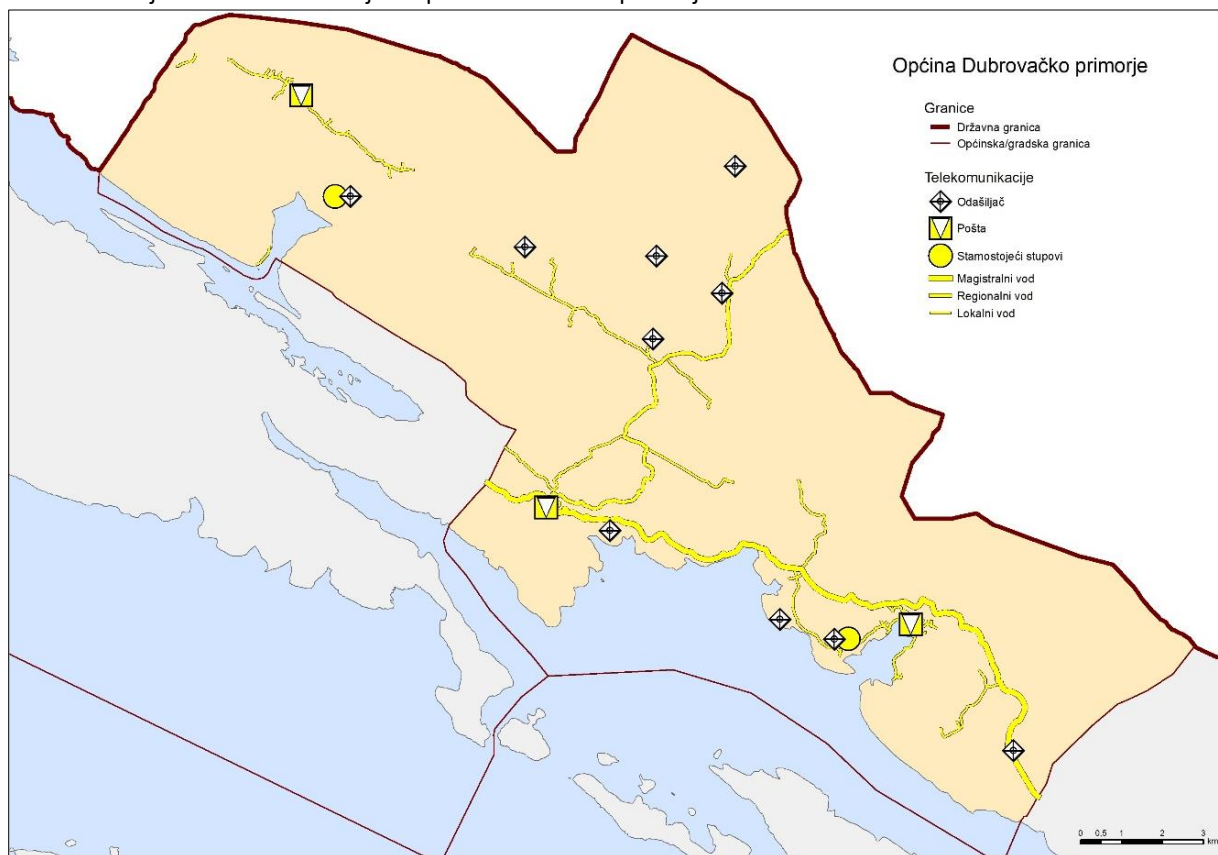 Općina Dubrovačko primorje
Granice
Državna granica
Općinska/gradska granica
Telekomunikacije
Odašiljač
Pošta
Stamostojeći stupovi
Magistralni vod
Regionalni vod
Lokalni vod
0 0,5 1 2 3
km